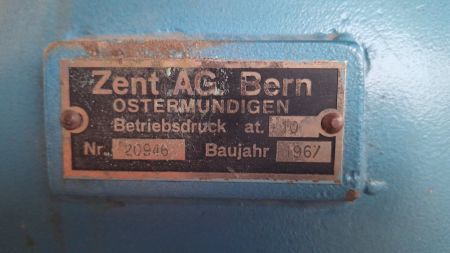 Zent AG. Bern
OSTERMUNDIGEN
Betriebsdruck at. 10
Nr. 20946 Baujahr 1967